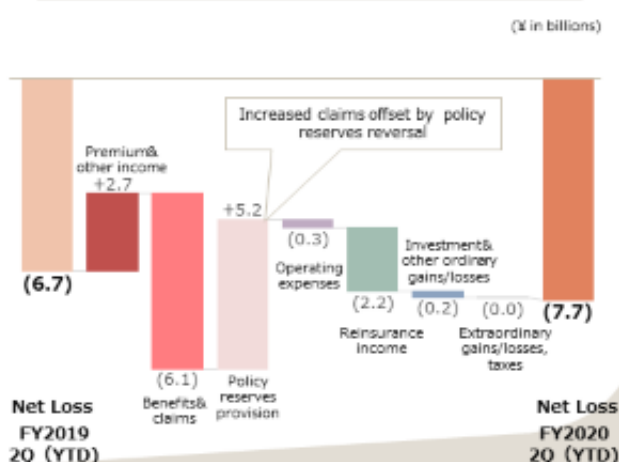 (¥ in billions)
Increased claims offset by policy
reserves reversal
Premium&
other income
+2.7
+5.2
(0.3)
Operating
expenses
Investment&
other ordinary
gains/losses
(6.7)
(2.2)
(0.2)
(0.0)
(7.7)
Reinsurance
income
Extraordinary
gains/losses,
taxes
(6.1)
Benefits&
claims
Policy
reserves
provision
Net Loss
FY2019
2Q (YTD)
Net Loss
FY2020
2Q (YTD)